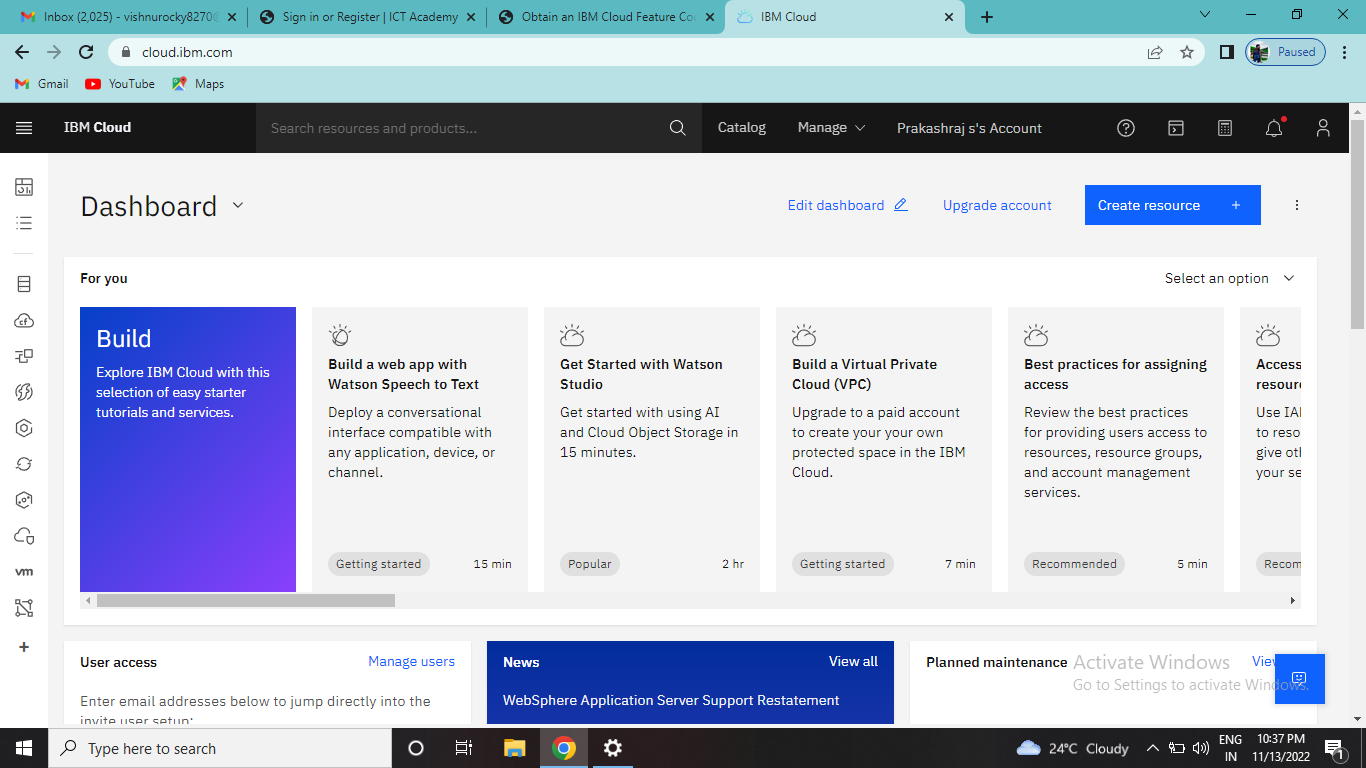 Inbox (2,025) - vishnurocky8270@
Sign in or Register | ICT Academy
Obtain an IBM Cloud Feature Co
IBM Cloud
cloud.ibm.com
Paused
Gmail
YouTube
Maps
IBM Cloud
Search resources and products...
Catalog
Manage
Prakashraj s's Account
Dashboard
Edit dashboard
Upgrade account
Create resource +
For you
Select an option
Build
Explore IBM Cloud with this
selection of easy starter
tutorials and services.
Build a web app with
Watson Speech to Text
Deploy a conversational
interface compatible with
any application, device, or
channel.
Getting started
15 min
Get Started with Watson
Studio
Get started with using AI
and Cloud Object Storage in
15 minutes.
Popular
2 hr
Build a Virtual Private
Cloud (VPC)
Upgrade to a paid account
to create your your own
protected space in the IBM
Cloud.
Getting started
7 min
Best practices for assigning
access
Review the best practices
for providing users access to
resources, resource groups,
and account management
services.
Recommended
5 min
Access
resour
Use IA
to reso
give oth
your se
Recom
vm
User access
Manage users
Enter email addresses below to jump directly into the
invite user setup:
News
View all
WebSphere Application Server Support Restatement
Planned maintenance
View
Activate Windows
Go to Settings to activate Windows.
Type here to search
24°C Cloudy
ENG
IN
10:37 PM
11/13/2022
1